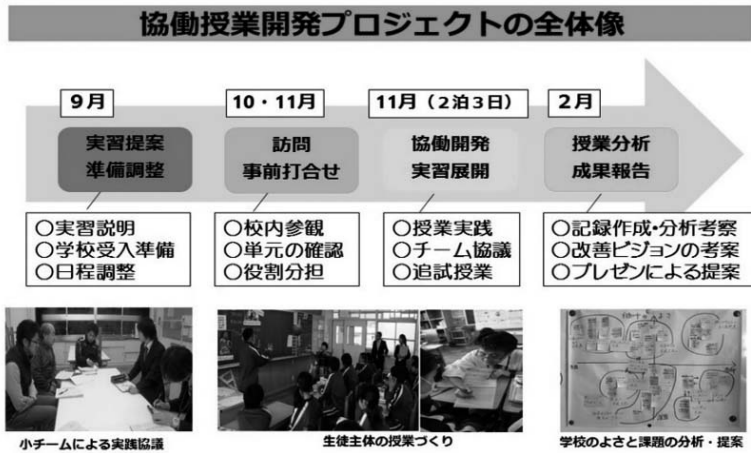 協働授業開発プロジェクトの全体像
9月
10・11月
11月（2泊3日）
2月
実習提案
準備調整
訪問
事前打合せ
協働開発
実習展開
授業分析
成果報告
○実習説明
○学校受入準備
○日程調整
○校内参観
○単元の確認
○役割分担
○授業実践
○チーム協議
○追試授業
○記録作成・分析考察
○改善ビジョンの考案
○プレゼンによる提案
小チームによる実践協議
生徒主体の授業づくり
学校のよさと課題の分析・提案